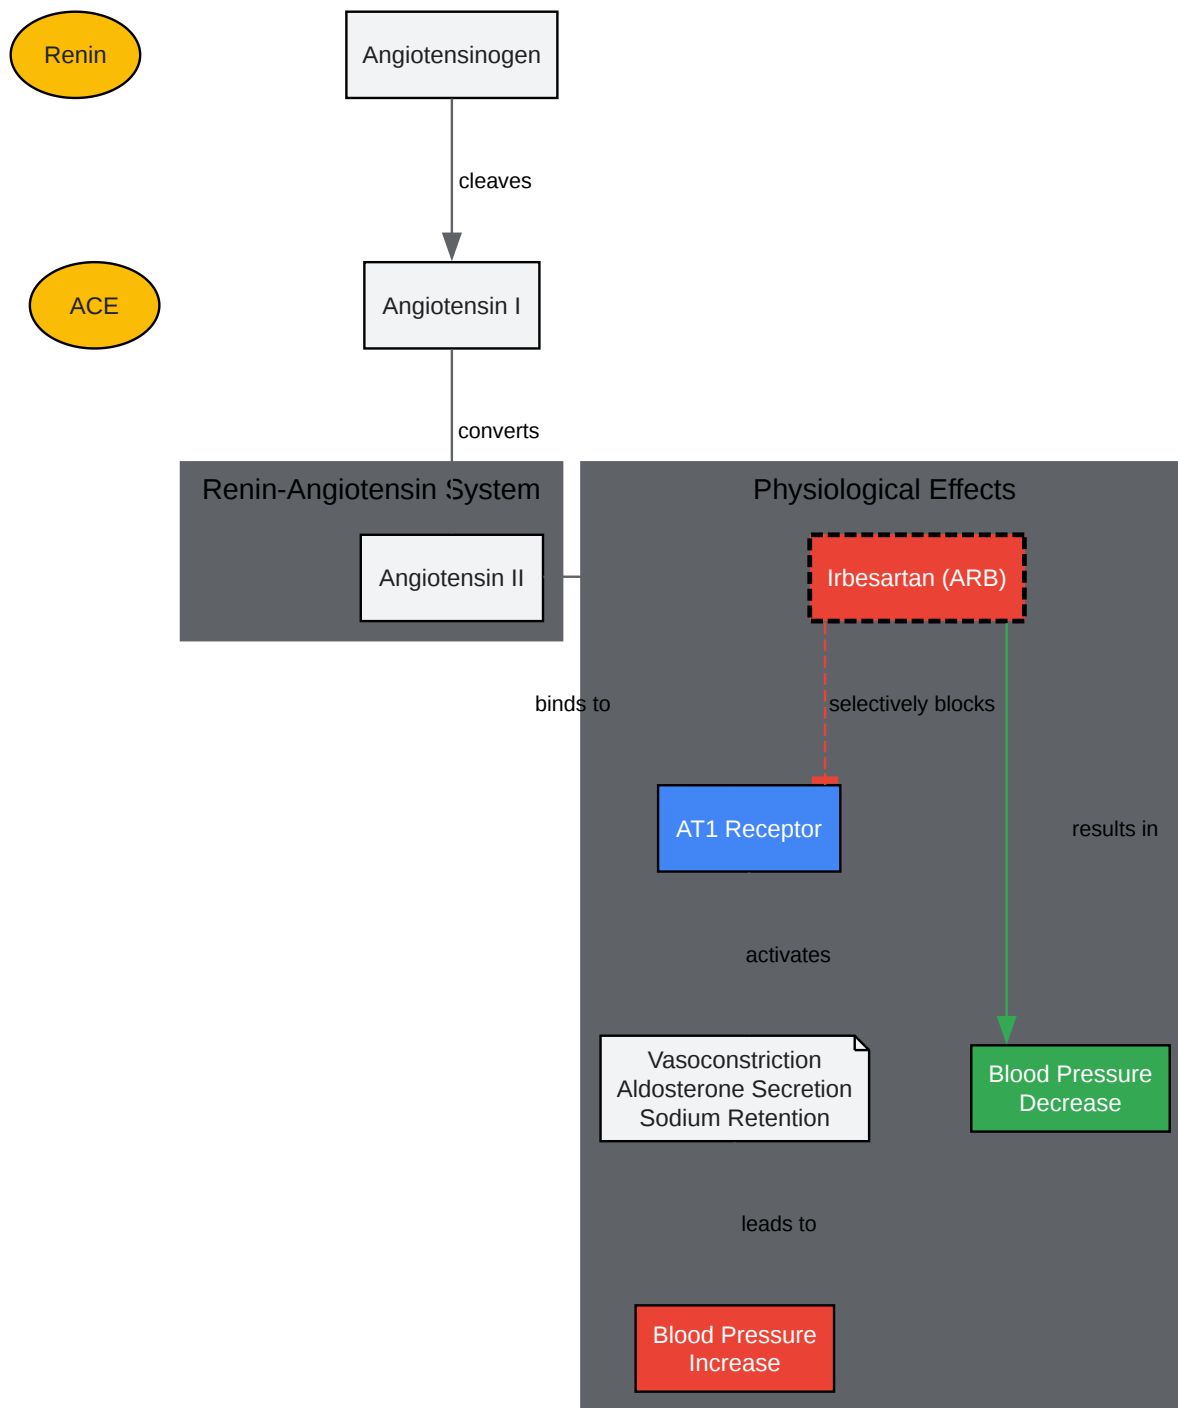 Renin
Angiotensinogen
cleaves
ACE
Angiotensin I
converts
Renin-Angiotensin System
Physiological Effects
Angiotensin II
Irbesartan (ARB)
binds to
selectively blocks
AT1 Receptor
results in
activates
Vasoconstriction
Aldosterone Secretion
Sodium Retention
Blood Pressure
Decrease
leads to
Blood Pressure
Increase